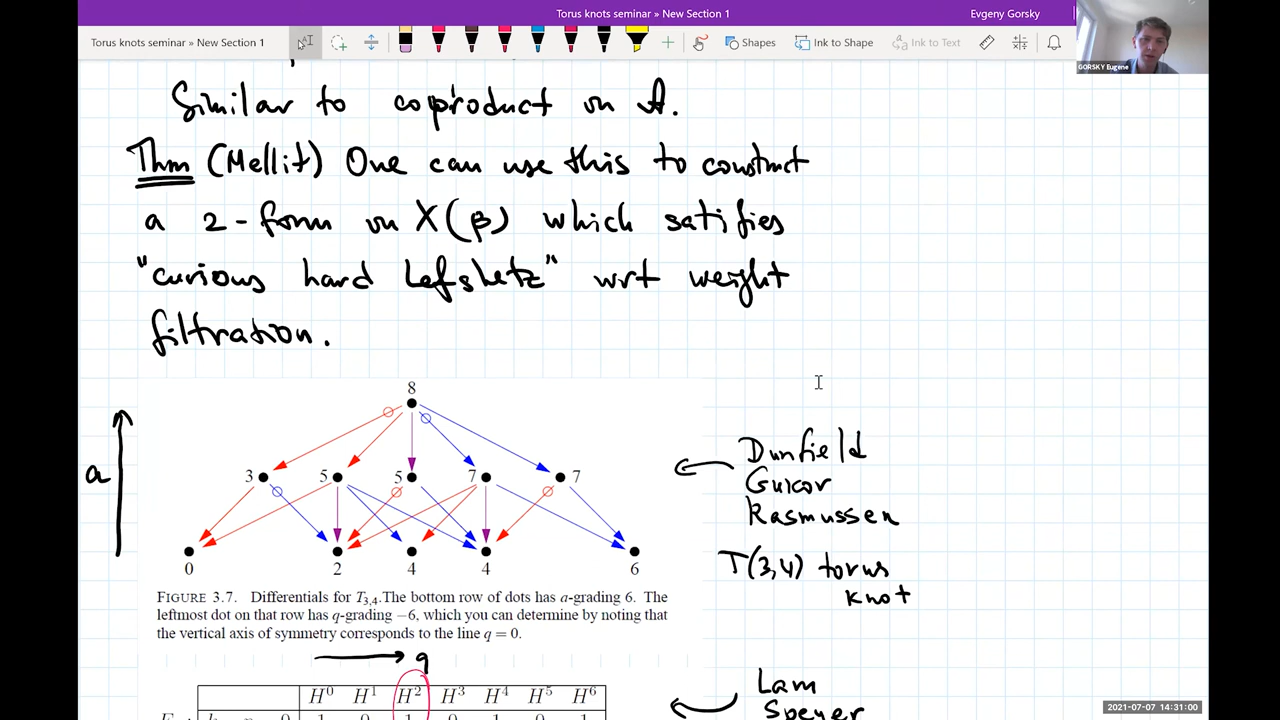 Torus knots seminar » New Section 1
Evgeny Gorsky
Torus knots seminar » New Section 1
Shapes
Ink to Shape
Ink to Text
GORSKY Eugene
Similar to coproduct on A.
Thm (Mellit) One can use this to construct
a 2-form on X(β) which satisfies
"curious hard Lefshetz" wrt weight
filtration.
8
a
3 5 5 7 7
0 2 4 4 6
Dunfield
Gukov
Rasmussen
T(3,4) torus
knot
FIGURE 3.7. Differentials for T3,4.The bottom row of dots has a-grading 6. The
leftmost dot on that row has q-grading −6, which you can determine by noting that
the vertical axis of symmetry corresponds to the line q = 0.
q
H⁰ H¹ H² H³ H⁴ H⁵ H⁶
Lam
Speyer
2021-07-07 14:31:00